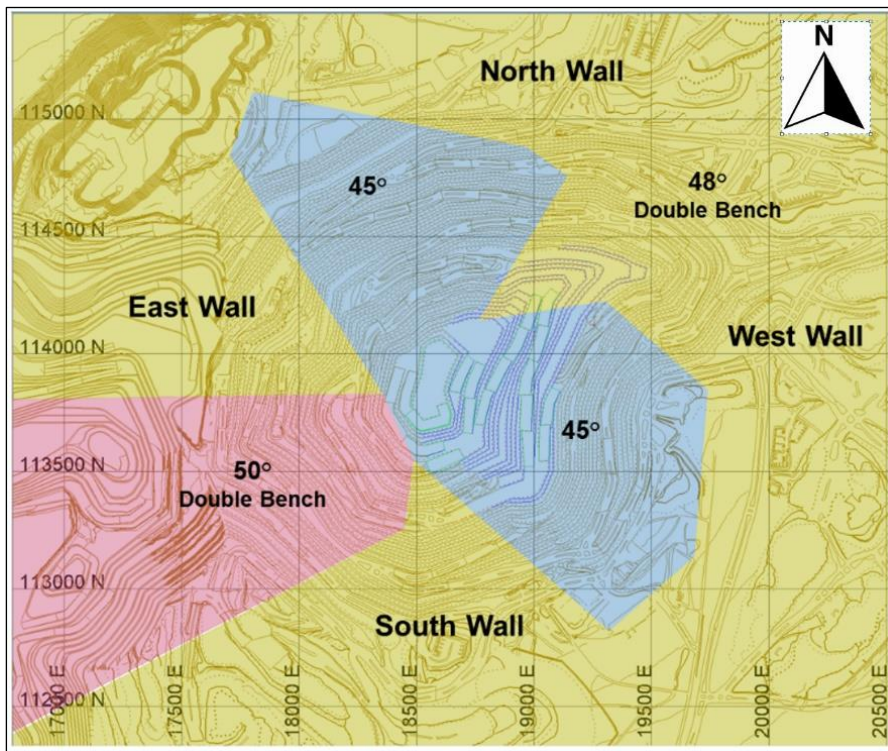 N
North Wall
115000 N
45°
48°
Double Bench
114500 N
East Wall
West Wall
114000 N
45°
113500 N
50°
Double Bench
113000 N
South Wall
112500 N
17000 E
17500 E
18000 E
18500 E
19000 E
19500 E
20000 E
20500 E